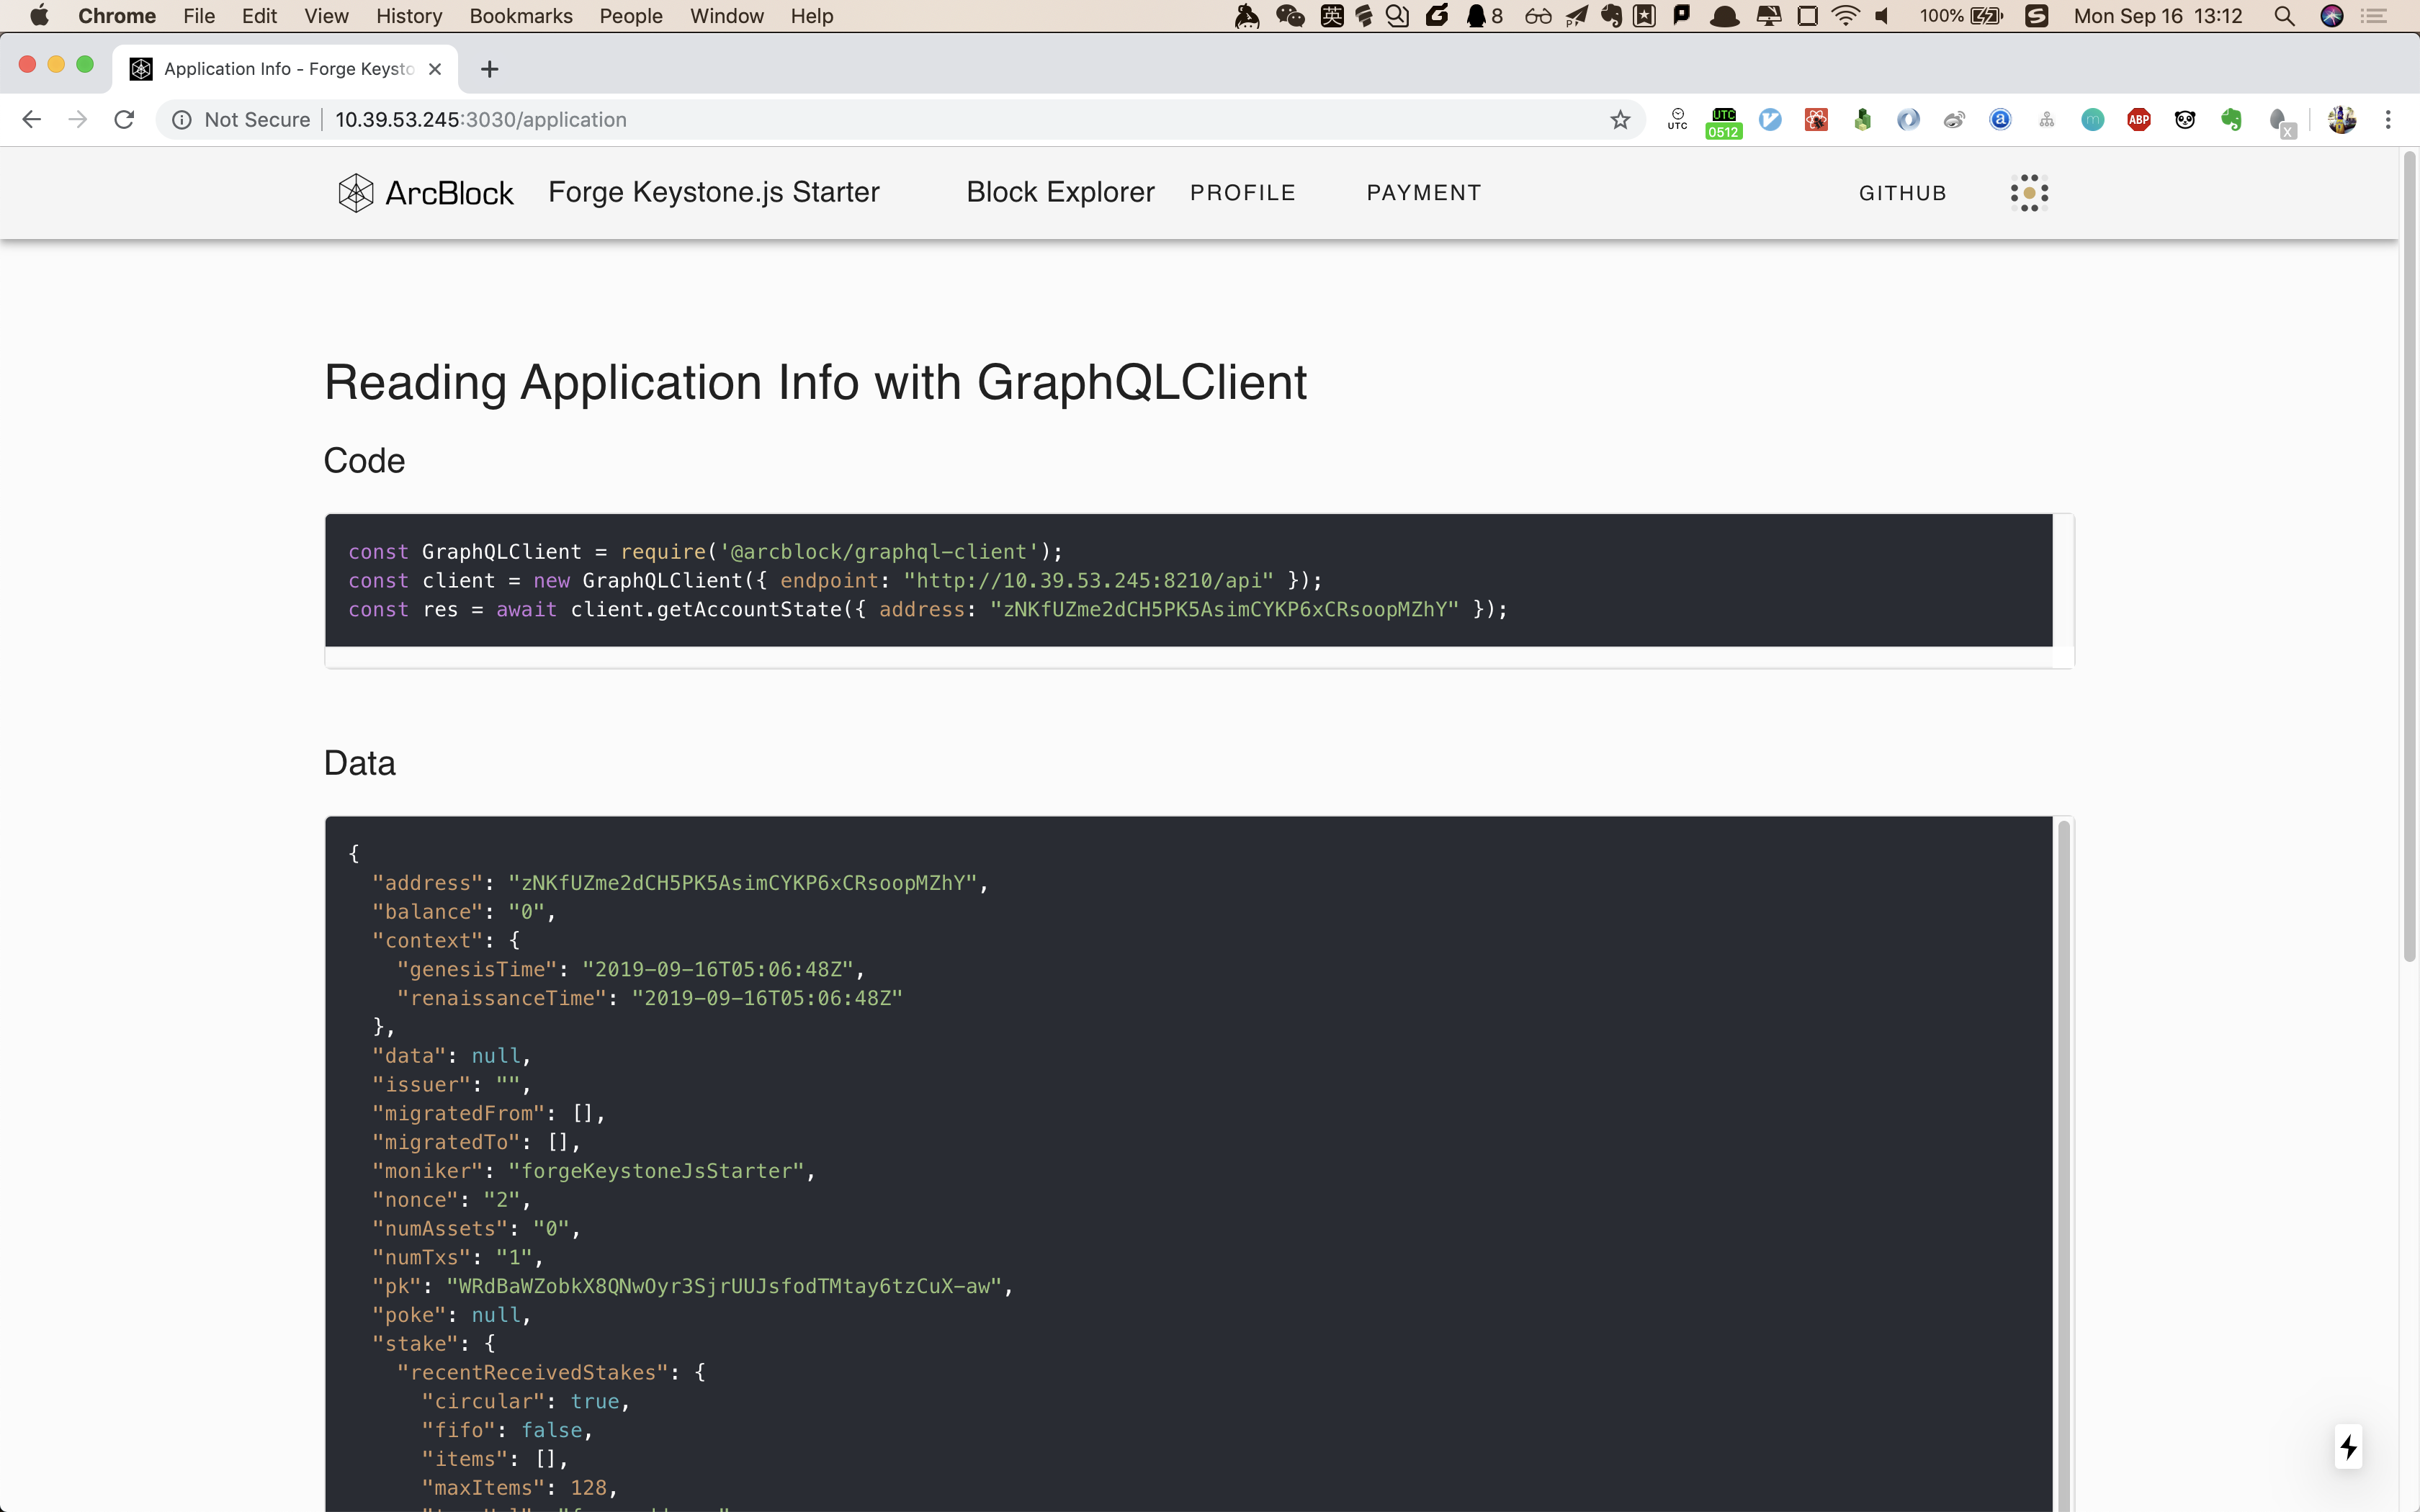 Chrome File Edit View History Bookmarks People Window Help 英 8 100% Mon Sep 16 13:12
Application Info - Forge Keysto
Not Secure 10.39.53.245:3030/application UTC UTC 0512 ABP
ArcBlock Forge Keystone.js Starter Block Explorer PROFILE PAYMENT GITHUB
Reading Application Info with GraphQLClient
Code
const GraphQLClient = require('@arcblock/graphql-client');
const client = new GraphQLClient({ endpoint: "http://10.39.53.245:8210/api" });
const res = await client.getAccountState({ address: "zNKfUZme2dCH5PK5AsimCYKP6xCRsoopMZhY" });
Data
{
"address": "zNKfUZme2dCH5PK5AsimCYKP6xCRsoopMZhY",
"balance": "0",
"context": {
"genesisTime": "2019-09-16T05:06:48Z",
"renaissanceTime": "2019-09-16T05:06:48Z"
},
"data": null,
"issuer": "",
"migratedFrom": [],
"migratedTo": [],
"moniker": "forgeKeystoneJsStarter",
"nonce": "2",
"numAssets": "0",
"numTxs": "1",
"pk": "WRdBaWZobkX8QNwOyr3SjrUUJsfodTMtay6tzCuX-aw",
"poke": null,
"stake": {
"recentReceivedStakes": {
"circular": true,
"fifo": false,
"items": [],
"maxItems": 128,